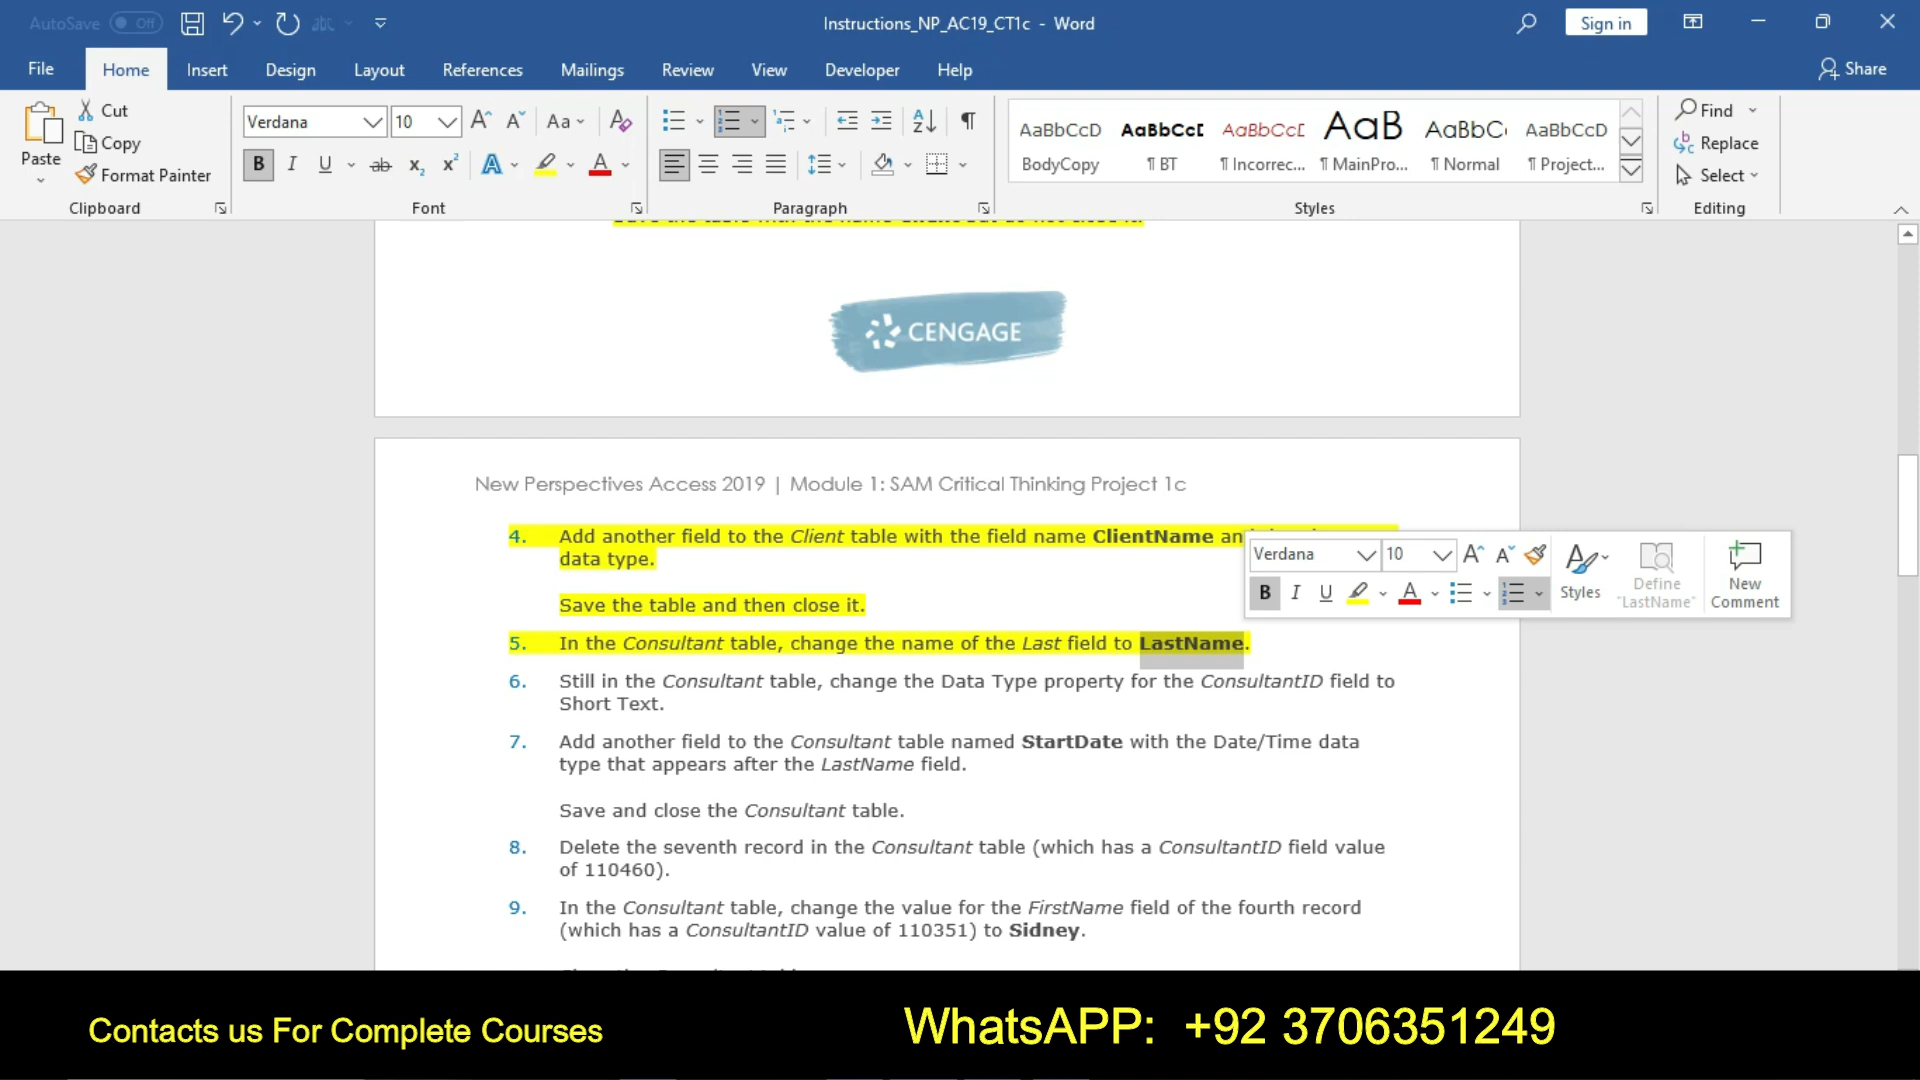 AutoSave Off
Instructions_NP_AC19_CT1c - Word
Sign in
File Home Insert Design Layout References Mailings Review View Developer Help
Share
Paste
Cut
Copy
Format Painter
Clipboard
Verdana 10
Aa
B I U ab x₂ x² A A
Font
Paragraph
AaBbCcD AaBbCcD AaBbCcD AaB AaBbC AaBbCcD
BodyCopy ¶ BT ¶ Incorrec... ¶ MainPro... ¶ Normal ¶ Project...
Styles
Find
Replace
Select
Editing
CENGAGE
New Perspectives Access 2019 | Module 1: SAM Critical Thinking Project 1c
4. Add another field to the Client table with the field name ClientName an
data type.
Save the table and then close it.
5. In the Consultant table, change the name of the Last field to LastName.
Verdana 10
B I U A
Styles
Define "LastName"
New Comment
6. Still in the Consultant table, change the Data Type property for the ConsultantID field to
Short Text.
7. Add another field to the Consultant table named StartDate with the Date/Time data
type that appears after the LastName field.
Save and close the Consultant table.
8. Delete the seventh record in the Consultant table (which has a ConsultantID field value
of 110460).
9. In the Consultant table, change the value for the FirstName field of the fourth record
(which has a ConsultantID value of 110351) to Sidney.
Contacts us For Complete Courses
WhatsAPP: +92 3706351249